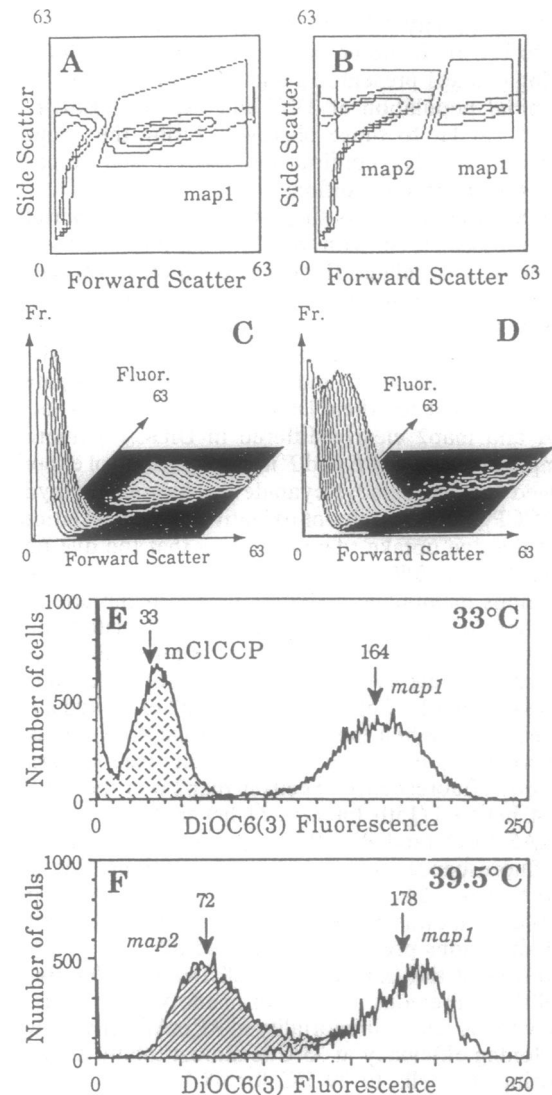 63
A
Side Scatter
map1
0
Forward Scatter
63
63
B
Side Scatter
map2
map1
0
Forward Scatter
63
Fr.
C
Fluor.
63
0
Forward Scatter
63
Fr.
D
Fluor.
63
0
Forward Scatter
63
1000
E
33
33°C
mClCCP
164
map1
500
Number of cells
0
0
DiOC6(3) Fluorescence
250
1000
F
39.5°C
72
178
map2
map1
500
Number of cells
0
0
DiOC6(3) Fluorescence
250